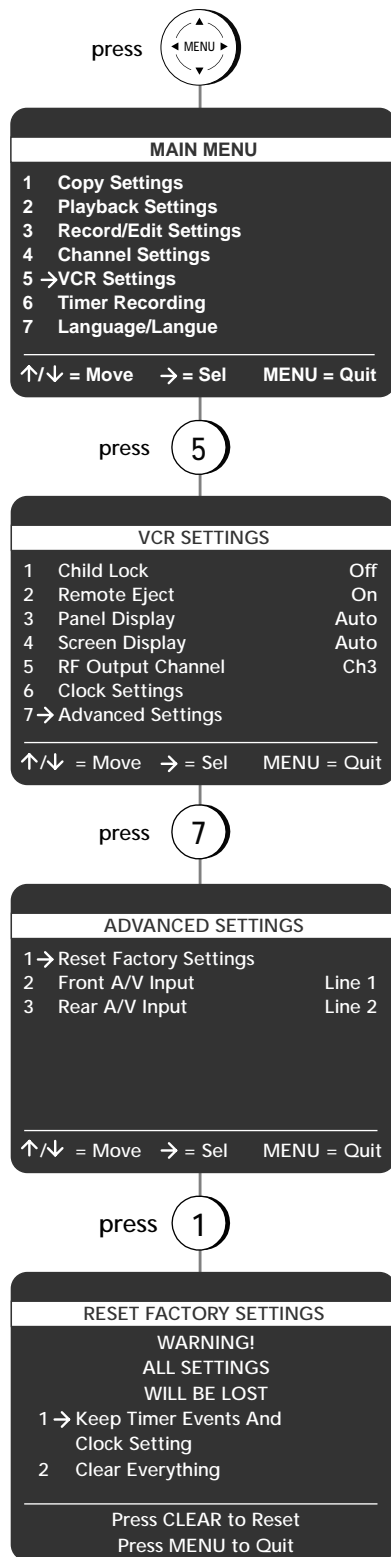 press MENU
MAIN MENU
1 Copy Settings
2 Playback Settings
3 Record/Edit Settings
4 Channel Settings
5 →VCR Settings
6 Timer Recording
7 Language/Langue
↑/↓ = Move → = Sel MENU = Quit
press 5
VCR SETTINGS
1 Child Lock Off
2 Remote Eject On
3 Panel Display Auto
4 Screen Display Auto
5 RF Output Channel Ch3
6 Clock Settings
7→ Advanced Settings
↑/↓ = Move → = Sel MENU = Quit
press 7
ADVANCED SETTINGS
1→ Reset Factory Settings
2 Front A/V Input Line 1
3 Rear A/V Input Line 2
↑/↓ = Move → = Sel MENU = Quit
press 1
RESET FACTORY SETTINGS
WARNING!
ALL SETTINGS
WILL BE LOST
1 → Keep Timer Events And
Clock Setting
2 Clear Everything
Press CLEAR to Reset
Press MENU to Quit